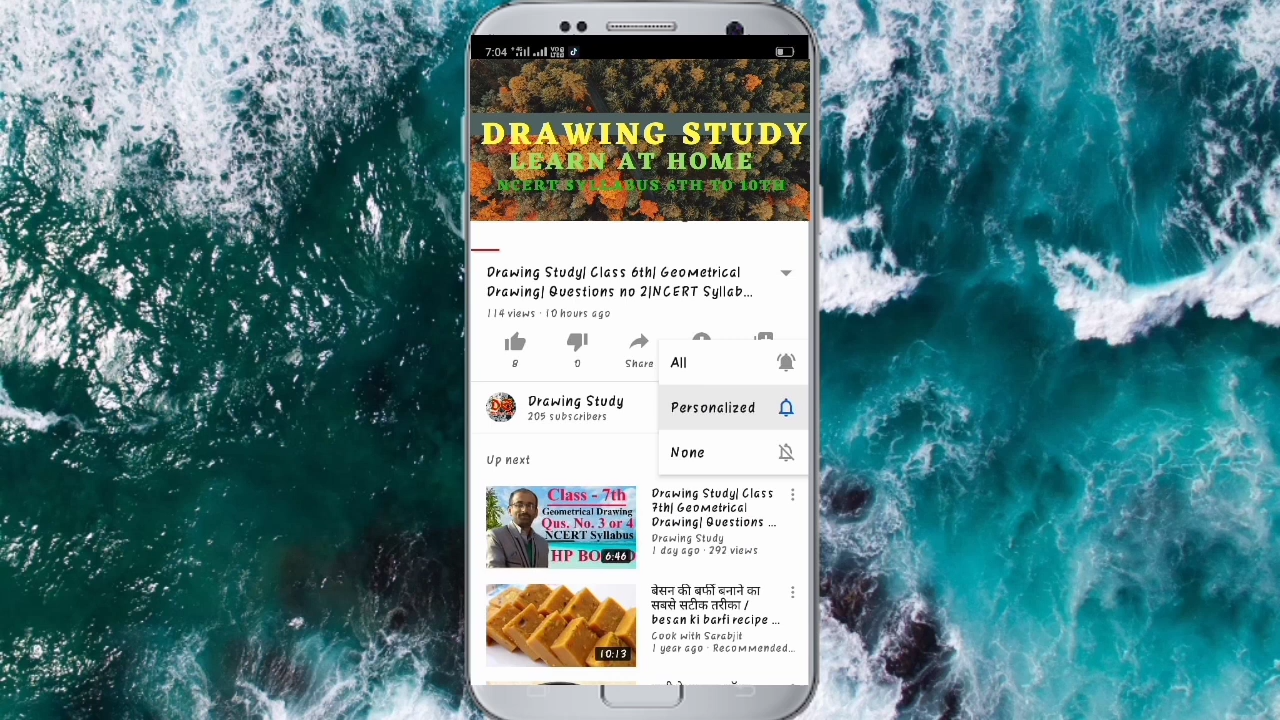 7:04
DRAWING STUDY
LEARN AT HOME
NCERT SYLLABUS 6TH TO 10TH
Drawing Study| Class 6th| Geometrical
Drawing| Questions no 2|NCERT Syllab...
114 views · 10 hours ago
8
0
Share
All
Personalized
None
Drawing Study
205 subscribers
Up next
Class - 7th
Geometrical Drawing
Qus. No. 3 or 4
NCERT Syllabus
HP BO
6:46
Drawing Study| Class
7th| Geometrical
Drawing| Questions ...
Drawing Study
1 day ago · 292 views
10:13
बेसन की बर्फी बनाने का
सबसे सटीक तरीका /
besan ki barfi recipe ...
Cook with Sarabjit
1 year ago · Recommended...